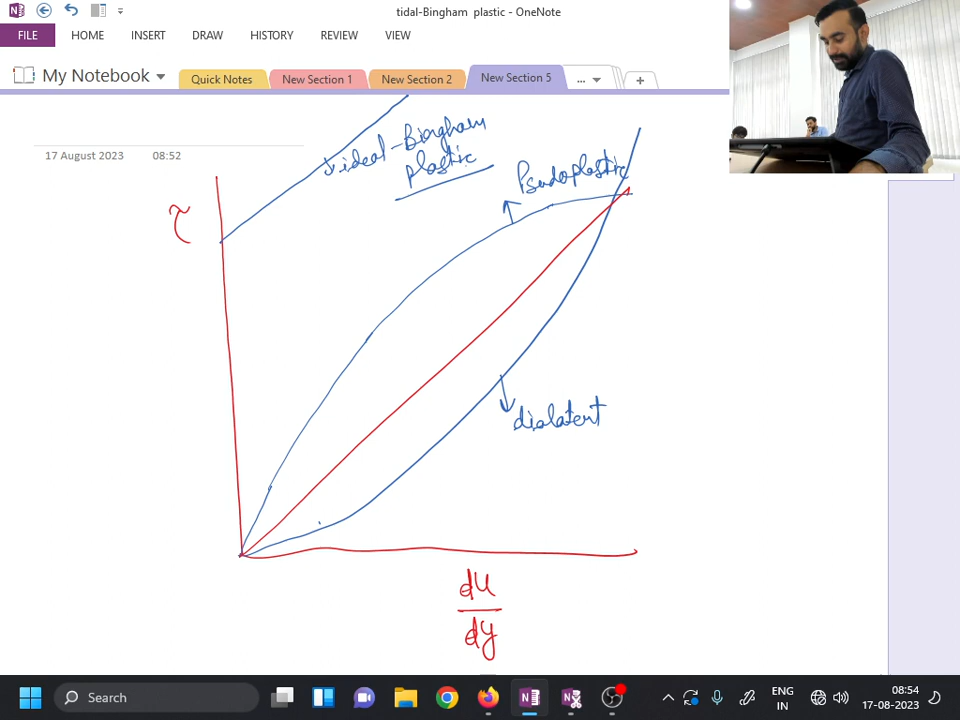 tidal-Bingham plastic - OneNote
FILE
HOME
INSERT
DRAW
HISTORY
REVIEW
VIEW
My Notebook
Quick Notes
New Section 1
New Section 2
New Section 5
...
+
17 August 2023
08:52
ideal-Bingham
plastic
Psudoplastic
τ
dialatent
du
dy
Search
ENG
IN
08:54
17-08-2023